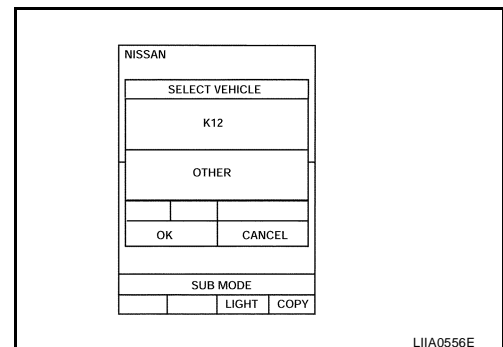 NISSAN
SELECT VEHICLE
K12
OTHER
OK CANCEL
SUB MODE
LIGHT COPY
LIIA0556E